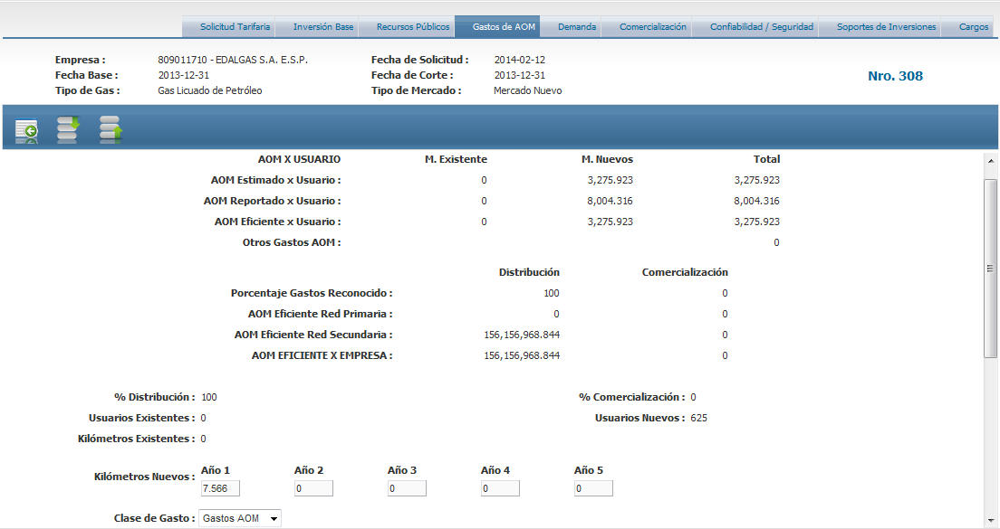 Solicitud Tarifaria Inversión Base Recursos Públicos Gastos de AOM Demanda Comercialización Confiabilidad / Seguridad Soportes de Inversiones Cargos
Empresa : 809011710 - EDALGAS S.A. E.S.P. Fecha de Solicitud : 2014-02-12
Fecha Base : 2013-12-31 Fecha de Corte : 2013-12-31 Nro. 308
Tipo de Gas : Gas Licuado de Petróleo Tipo de Mercado : Mercado Nuevo
AOM X USUARIO M. Existente M. Nuevos Total
AOM Estimado x Usuario : 0 3,275.923 3,275.923
AOM Reportado x Usuario : 0 8,004.316 8,004.316
AOM Eficiente x Usuario : 0 3,275.923 3,275.923
Otros Gastos AOM : 0
Distribución Comercialización
Porcentaje Gastos Reconocido : 100 0
AOM Eficiente Red Primaria : 0 0
AOM Eficiente Red Secundaria : 156,156,968.844 0
AOM EFICIENTE X EMPRESA : 156,156,968.844 0
% Distribución : 100 % Comercialización : 0
Usuarios Existentes : 0 Usuarios Nuevos : 625
Kilómetros Existentes : 0
Año 1 Año 2 Año 3 Año 4 Año 5
Kilómetros Nuevos : 7.566 0 0 0 0
Clase de Gasto : Gastos AOM